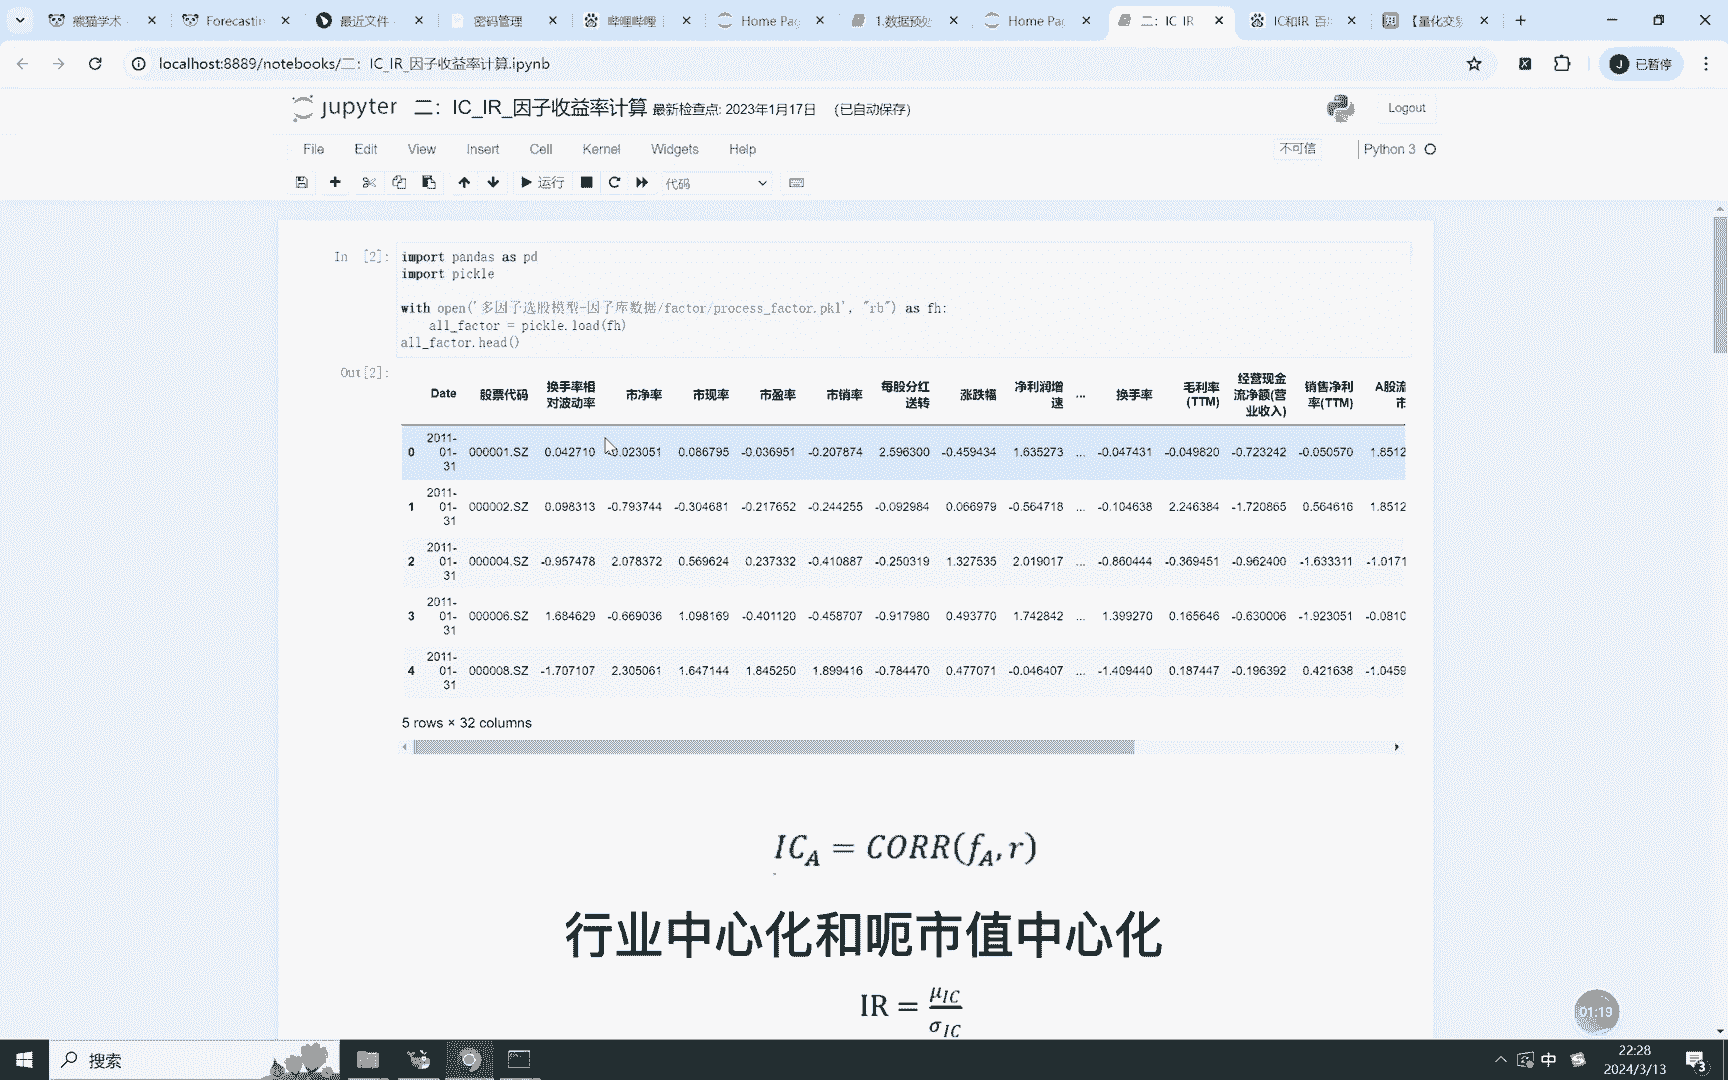 熊猫学术
Forecastin
最近文件
密码管理
哔哩哔哩
Home Pag
1.数据预处
Home Pag
二：IC_IR
IC和IR_百
【量化交易
localhost:8889/notebooks/二：IC_IR_因子收益率计算.ipynb
J 已暂停
jupyter 二：IC_IR_因子收益率计算 最新检查点: 2023年1月17日 (已自动保存)
Logout
File Edit View Insert Cell Kernel Widgets Help
不可信
Python 3
运行
代码
In [2]: import pandas as pd
import pickle
with open('多因子选股模型-因子库数据/factor/process_factor.pkl', "rb") as fh:
all_factor = pickle.load(fh)
all_factor.head()
Out[2]:
Date 股票代码 换手率相对波动率 市净率 市现率 市盈率 市销率 每股分红送转 涨跌幅 净利润增速 ... 换手率 毛利率(TTM) 经营现金流净额(营业收入) 销售净利率(TTM) A股流市
0 2011-01-31 000001.SZ 0.042710 -0.023051 0.086795 -0.036951 -0.207874 2.596300 -0.459434 1.635273 ... -0.047431 -0.049820 -0.723242 -0.050570 1.8512
1 2011-01-31 000002.SZ 0.098313 -0.793744 -0.304681 -0.217652 -0.244255 -0.092984 0.066979 -0.564718 ... -0.104638 2.246384 -1.720865 0.564616 1.8512
2 2011-01-31 000004.SZ -0.957478 2.078372 0.569624 0.237332 -0.410887 -0.250319 1.327535 2.019017 ... -0.860444 -0.369451 -0.962400 -1.633311 -1.0171
3 2011-01-31 000006.SZ 1.684629 -0.669036 1.098169 -0.401120 -0.458707 -0.917980 0.493770 1.742842 ... 1.399270 0.165646 -0.630006 -1.923051 -0.0810
4 2011-01-31 000008.SZ -1.707107 2.305061 1.647144 1.845250 1.899416 -0.784470 0.477071 -0.046407 ... -1.409440 0.187447 -0.196392 0.421638 -1.0459
5 rows × 32 columns
IC_A = CORR(f_A, r)
行业中心化和呃市值中心化
IR = μ_IC / σ_IC
01:19
搜索
中
22:28
2024/3/13
3